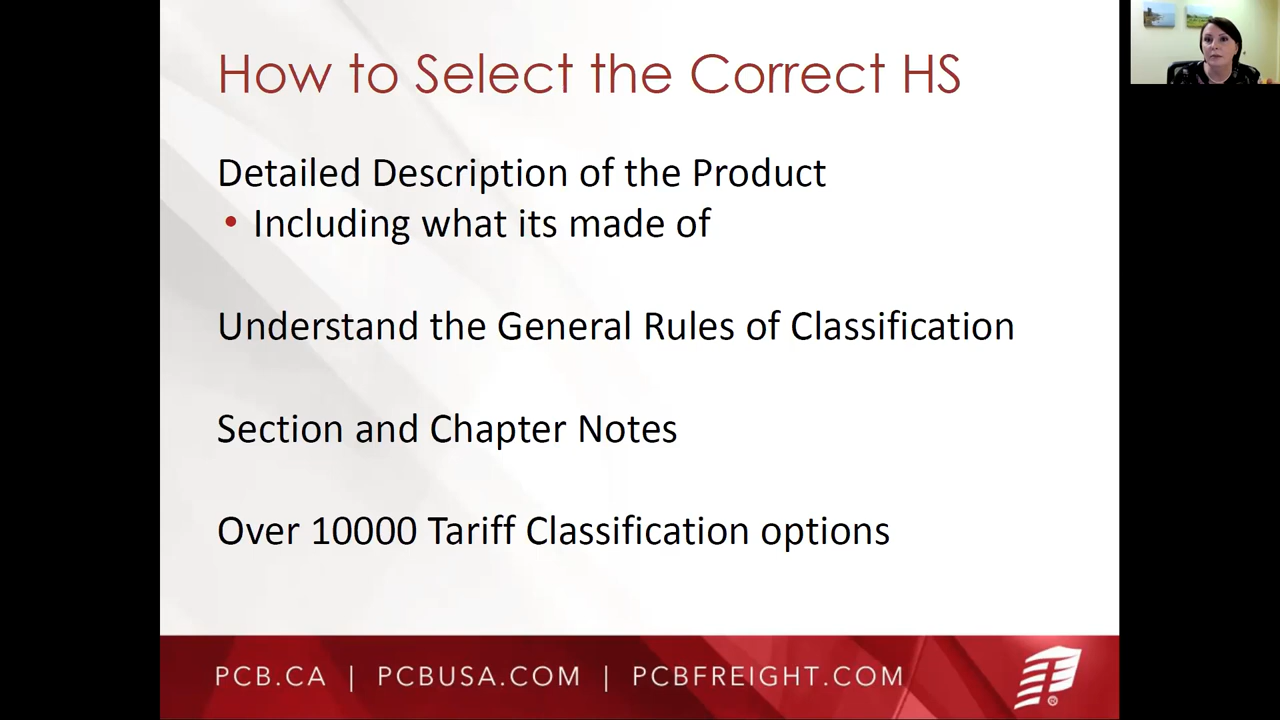 How to Select the Correct HS
Detailed Description of the Product
• Including what its made of
Understand the General Rules of Classification
Section and Chapter Notes
Over 10000 Tariff Classification options
PCB.CA | PCBUSA.COM | PCBFREIGHT.COM
®